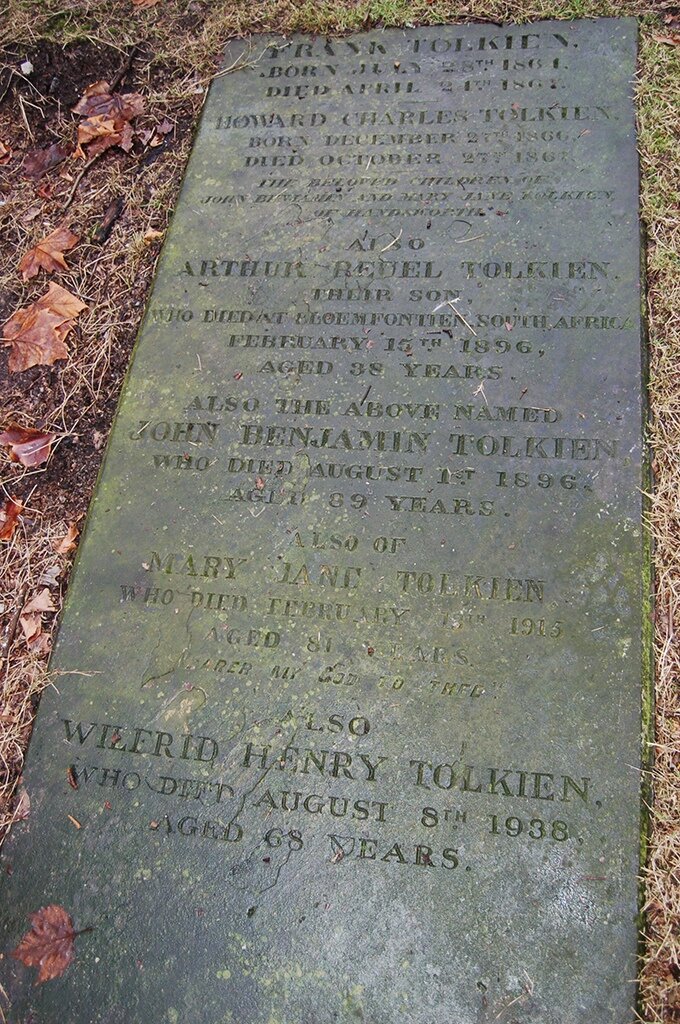 FRANK TOLKIEN.
BORN JULY 28TH 1864.
DIED APRIL 24TH 1867.
HOWARD CHARLES TOLKIEN.
BORN DECEMBER 27TH 1866.
DIED OCTOBER 27TH 1867.
THE BELOVED CHILDREN OF
JOHN BENJAMIN AND MARY JANE TOLKIEN,
OF HANDSWORTH.
ALSO
ARTHUR REUEL TOLKIEN.
THEIR SON,
WHO DIED AT BLOEMFONTIEN, SOUTH AFRICA
FEBRUARY 15TH 1896,
AGED 38 YEARS.
ALSO THE ABOVE NAMED
JOHN BENJAMIN TOLKIEN,
WHO DIED AUGUST 1ST 1896.
AGED 89 YEARS.
ALSO OF
MARY JANE TOLKIEN
WHO DIED FEBRUARY 1915
AGED 81 YEARS.
MY GOD TO THEE"
ALSO
WILFRID HENRY TOLKIEN,
WHO DIED AUGUST 8TH 1938,
AGED 68 YEARS.